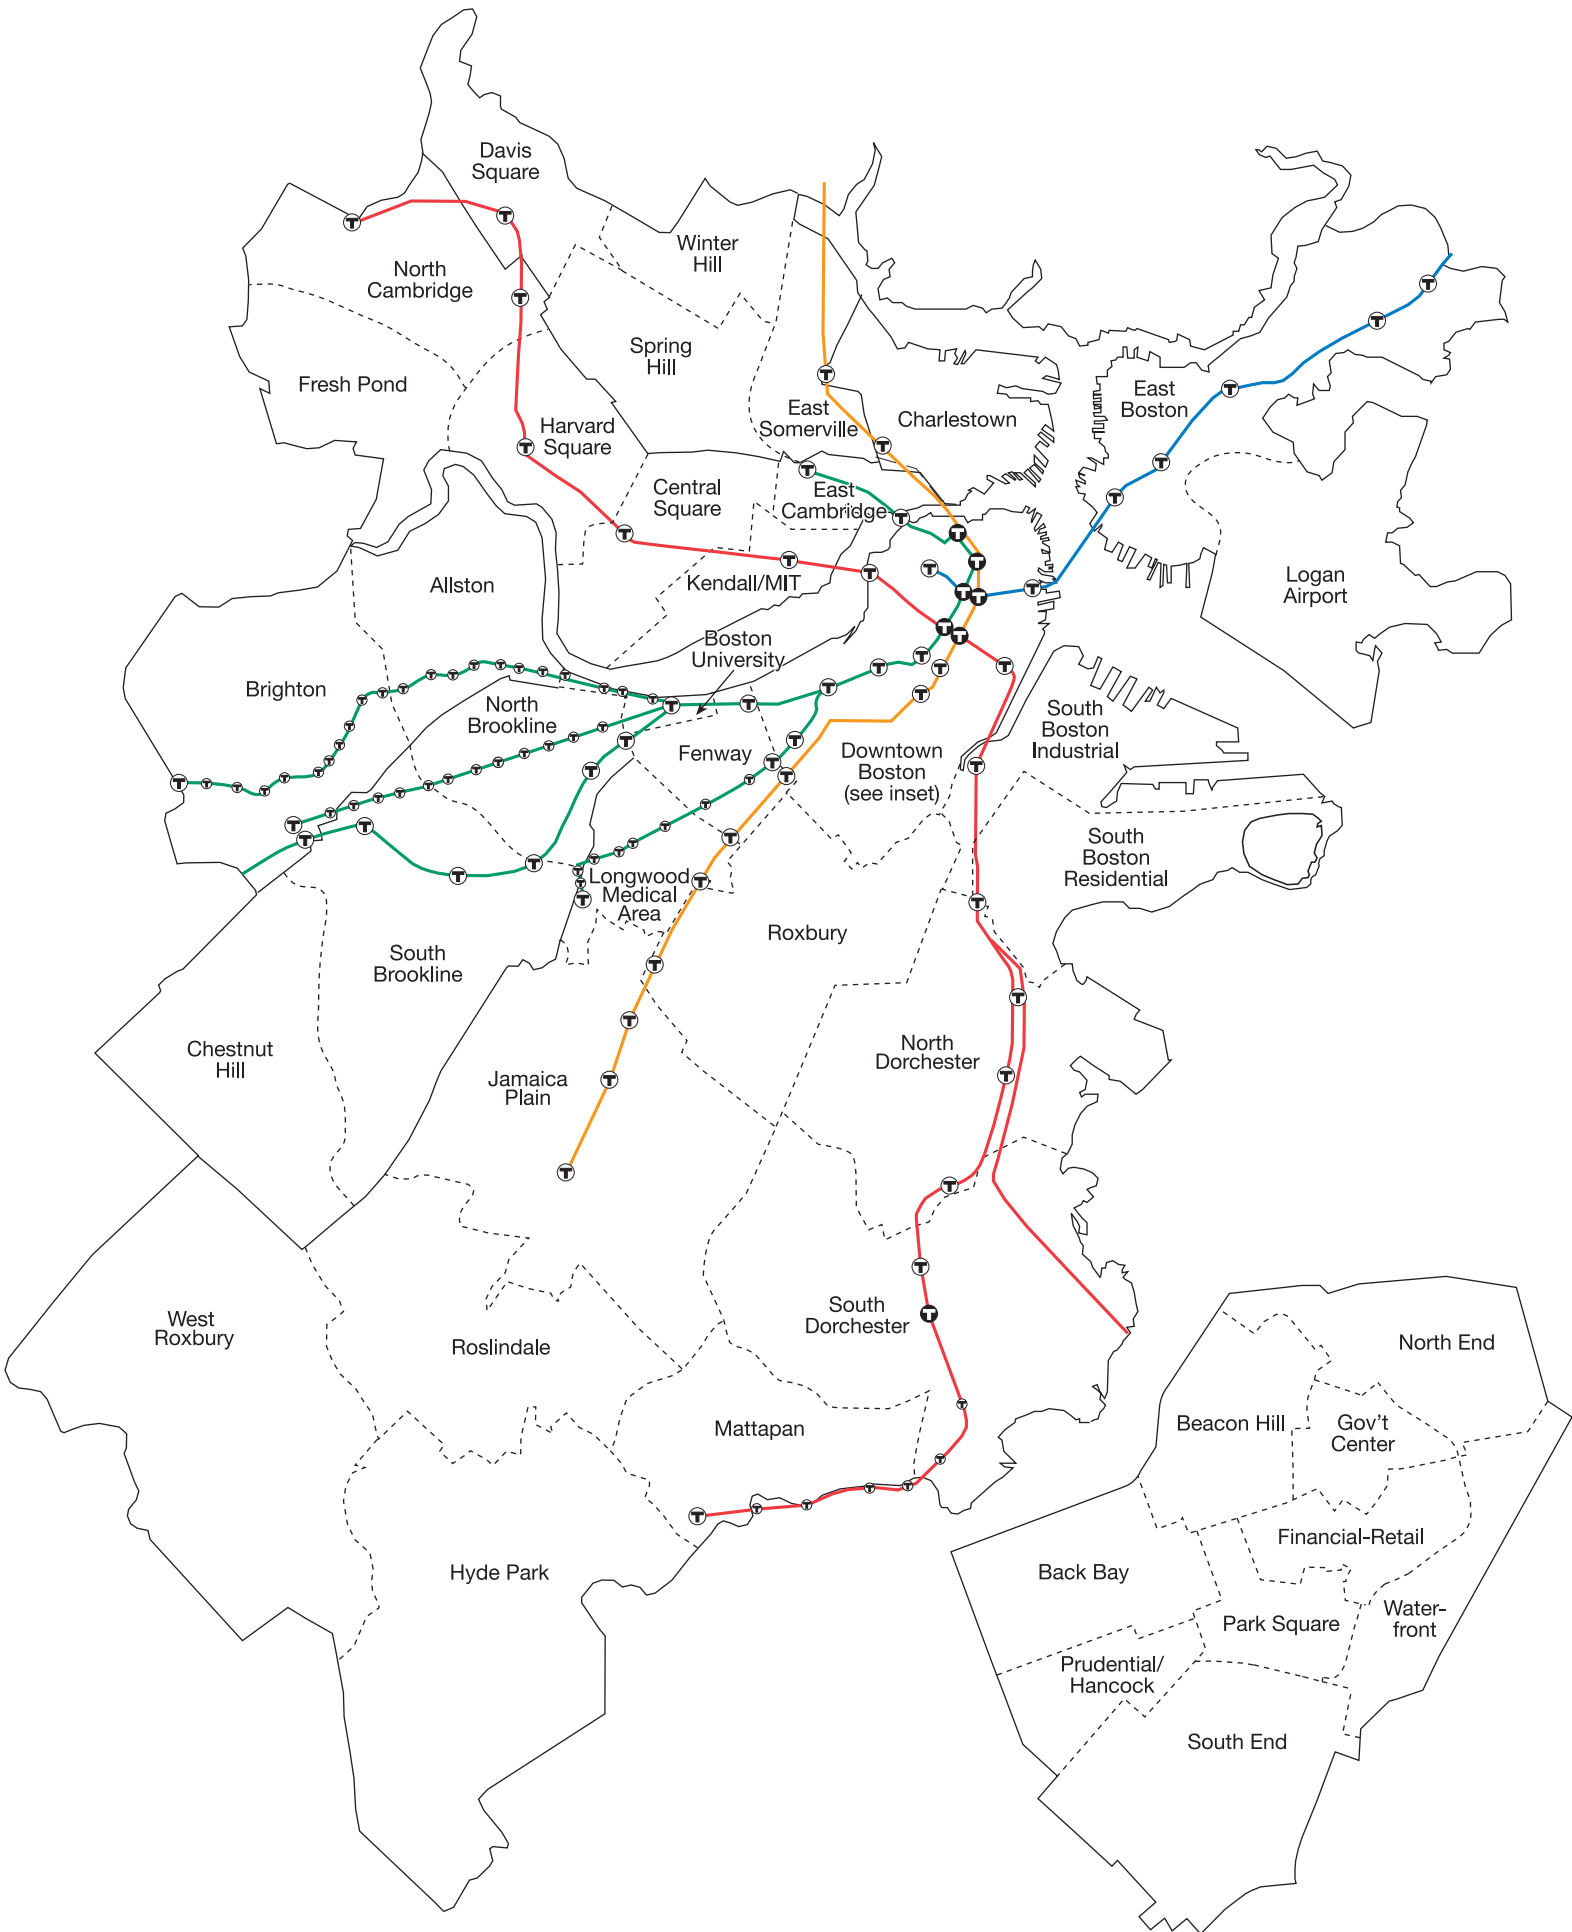 Davis
Square
Winter
Hill
North
Cambridge
Spring
Hill
Fresh Pond
East
Boston
East
Somerville
Charlestown
Harvard
Square
Central
Square
East
Cambridge
Allston
Kendall/MIT
Logan
Airport
Boston
University
Brighton
North
Brookline
Fenway
Downtown
Boston
(see inset)
South
Boston
Industrial
South
Boston
Residential
Longwood
Medical
Area
Roxbury
South
Brookline
Chestnut
Hill
North
Dorchester
Jamaica
Plain
West
Roxbury
Roslindale
South
Dorchester
Mattapan
Hyde Park
North End
Beacon Hill
Gov't
Center
Financial-Retail
Back Bay
Park Square
Water-
front
Prudential/
Hancock
South End